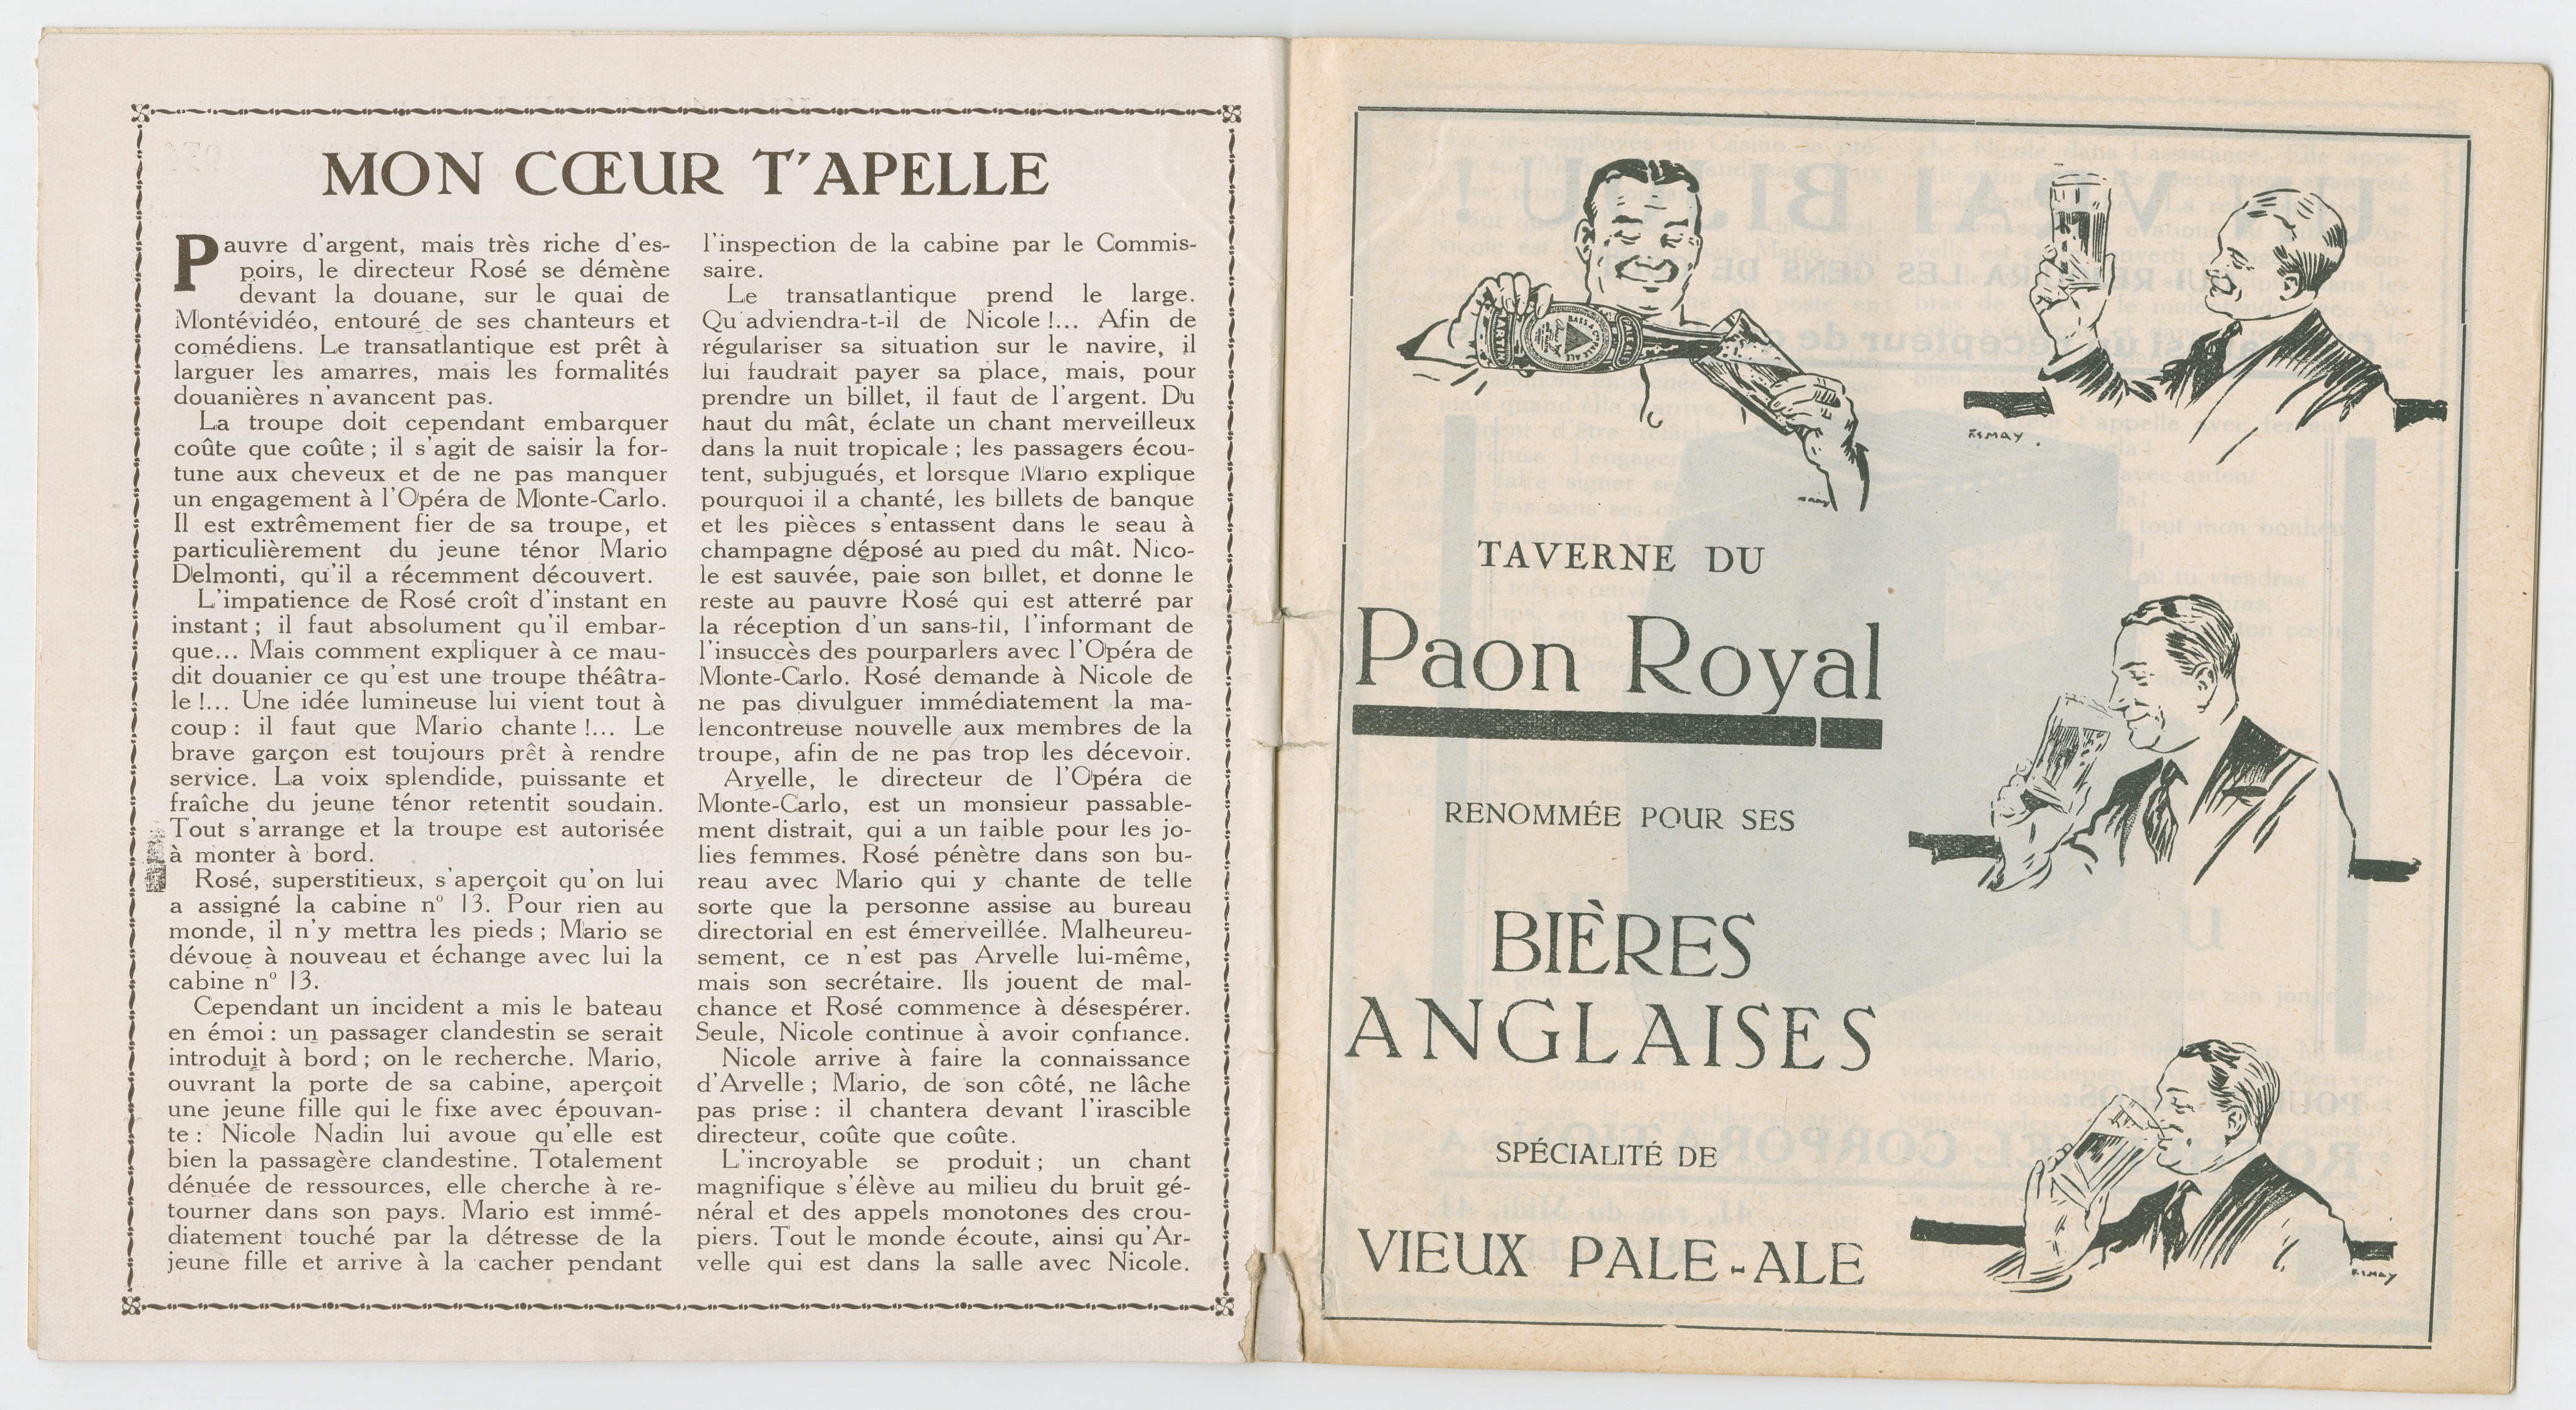 MON CŒUR T'APELLE
Pauvre d'argent, mais très riche d'es-
poirs, le directeur Rosé se démène
devant la douane, sur le quai de
Montévidéo, entouré de ses chanteurs et
comédiens. Le transatlantique est prêt à
larguer les amarres, mais les formalités
douanières n'avancent pas.
La troupe doit cependant embarquer
coûte que coûte ; il s'agit de saisir la for-
tune aux cheveux et de ne pas manquer
un engagement à l'Opéra de Monte-Carlo.
Il est extrêmement fier de sa troupe, et
particulièrement du jeune ténor Mario
Delmonti, qu'il a récemment découvert.
L'impatience de Rosé croît d'instant en
instant ; il faut absolument qu'il embar-
que... Mais comment expliquer à ce mau-
dit douanier ce qu'est une troupe théâtra-
le !... Une idée lumineuse lui vient tout à
coup : il faut que Mario chante !... Le
brave garçon est toujours prêt à rendre
service. La voix splendide, puissante et
fraîche du jeune ténor retentit soudain.
Tout s'arrange et la troupe est autorisée
à monter à bord.
Rosé, superstitieux, s'aperçoit qu'on lui
a assigné la cabine n° 13. Pour rien au
monde, il n'y mettra les pieds ; Mario se
dévoue à nouveau et échange avec lui la
cabine n° 13.
Cependant un incident a mis le bateau
en émoi : un passager clandestin se serait
introduit à bord ; on le recherche. Mario,
ouvrant la porte de sa cabine, aperçoit
une jeune fille qui le fixe avec épouvan-
te : Nicole Nadin lui avoue qu'elle est
bien la passagère clandestine. Totalement
dénuée de ressources, elle cherche à re-
tourner dans son pays. Mario est immé-
diatement touché par la détresse de la
jeune fille et arrive à la cacher pendant
l'inspection de la cabine par le Commis-
saire.
Le transatlantique prend le large.
Qu'adviendra-t-il de Nicole !... Afin de
régulariser sa situation sur le navire, il
lui faudrait payer sa place, mais, pour
prendre un billet, il faut de l'argent. Du
haut du mât, éclate un chant merveilleux
dans la nuit tropicale ; les passagers écou-
tent, subjugués, et lorsque Mario explique
pourquoi il a chanté, les billets de banque
et les pièces s'entassent dans le seau à
champagne déposé au pied du mât. Nico-
le est sauvée, paie son billet, et donne le
reste au pauvre Rosé qui est atterré par
la réception d'un sans-fil, l'informant de
l'insuccès des pourparlers avec l'Opéra de
Monte-Carlo. Rosé demande à Nicole de
ne pas divulguer immédiatement la ma-
lencontreuse nouvelle aux membres de la
troupe, afin de ne pas trop les décevoir.
Arvelle, le directeur de l'Opéra de
Monte-Carlo, est un monsieur passable-
ment distrait, qui a un faible pour les jo-
lies femmes. Rosé pénètre dans son bu-
reau avec Mario qui y chante de telle
sorte que la personne assise au bureau
directorial en est émerveillée. Malheureu-
sement, ce n'est pas Arvelle lui-même,
mais son secrétaire. Ils jouent de mal-
chance et Rosé commence à désespérer.
Seule, Nicole continue à avoir confiance.
Nicole arrive à faire la connaissance
d'Arvelle ; Mario, de son côté, ne lâche
pas prise : il chantera devant l'irascible
directeur, coûte que coûte.
L'incroyable se produit ; un chant
magnifique s'élève au milieu du bruit gé-
néral et des appels monotones des crou-
piers. Tout le monde écoute, ainsi qu'Ar-
velle qui est dans la salle avec Nicole.
TAVERNE DU
Paon Royal
RENOMMÉE POUR SES
BIÈRES
ANGLAISES
SPÉCIALITÉ DE
VIEUX PALE-ALE